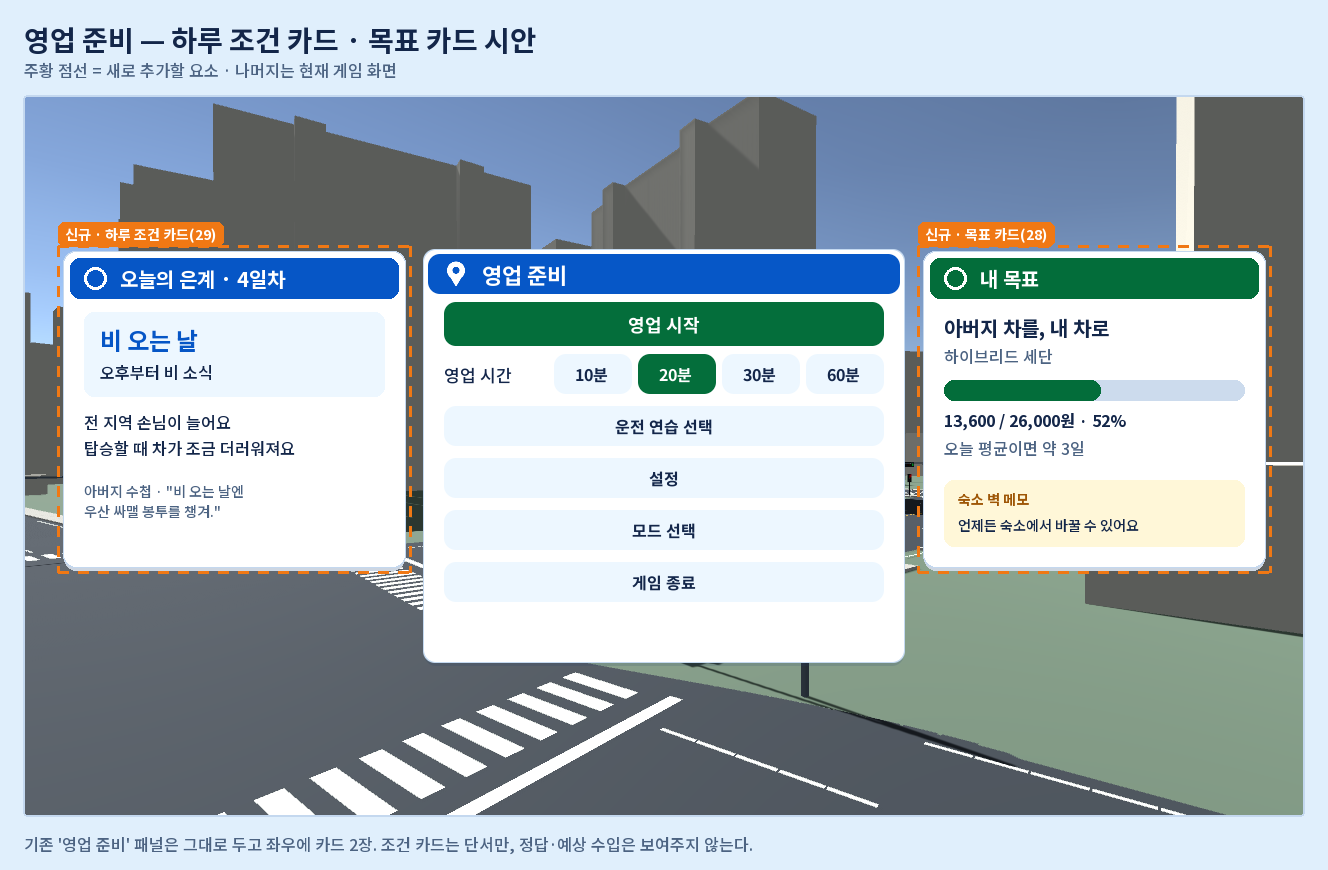 영업 준비 — 하루 조건 카드 · 목표 카드 시안
주황 점선 = 새로 추가할 요소 · 나머지는 현재 게임 화면
신규 · 하루 조건 카드(29)
오늘의 은계 · 4일차
비 오는 날
오후부터 비 소식
전 지역 손님이 늘어요
탑승할 때 차가 조금 더러워져요
아버지 수첩 · "비 오는 날엔
우산 싸맬 봉투를 챙겨."
영업 준비
영업 시작
영업 시간 10분 20분 30분 60분
운전 연습 선택
설정
모드 선택
게임 종료
신규 · 목표 카드(28)
내 목표
아버지 차를, 내 차로
하이브리드 세단
13,600 / 26,000원 · 52%
오늘 평균이면 약 3일
숙소 벽 메모
언제든 숙소에서 바꿀 수 있어요
기존 '영업 준비' 패널은 그대로 두고 좌우에 카드 2장. 조건 카드는 단서만, 정답·예상 수입은 보여주지 않는다.